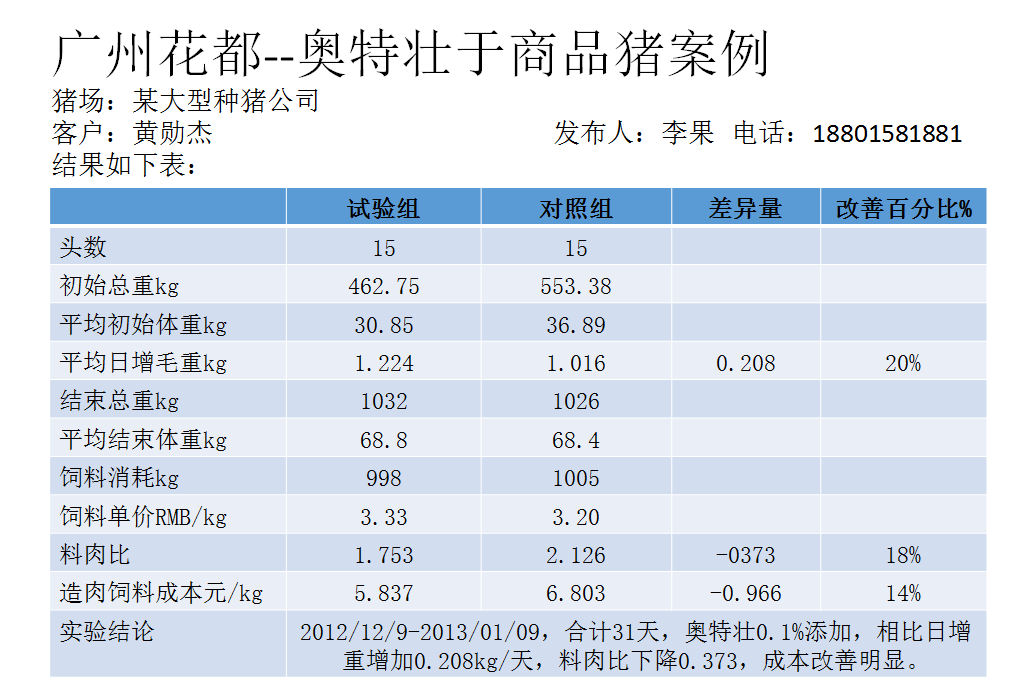 广州花都--奥特壮于商品猪案例
猪场：某大型种猪公司
客户：黄勋杰 发布人：李果 电话：18801581881
结果如下表：
试验组 对照组 差异量 改善百分比%
头数 15 15
初始总重kg 462.75 553.38
平均初始体重kg 30.85 36.89
平均日增毛重kg 1.224 1.016 0.208 20%
结束总重kg 1032 1026
平均结束体重kg 68.8 68.4
饲料消耗kg 998 1005
饲料单价RMB/kg 3.33 3.20
料肉比 1.753 2.126 -0373 18%
造肉饲料成本元/kg 5.837 6.803 -0.966 14%
实验结论 2012/12/9-2013/01/09，合计31天，奥特壮0.1%添加，相比日增
重增加0.208kg/天，料肉比下降0.373，成本改善明显。